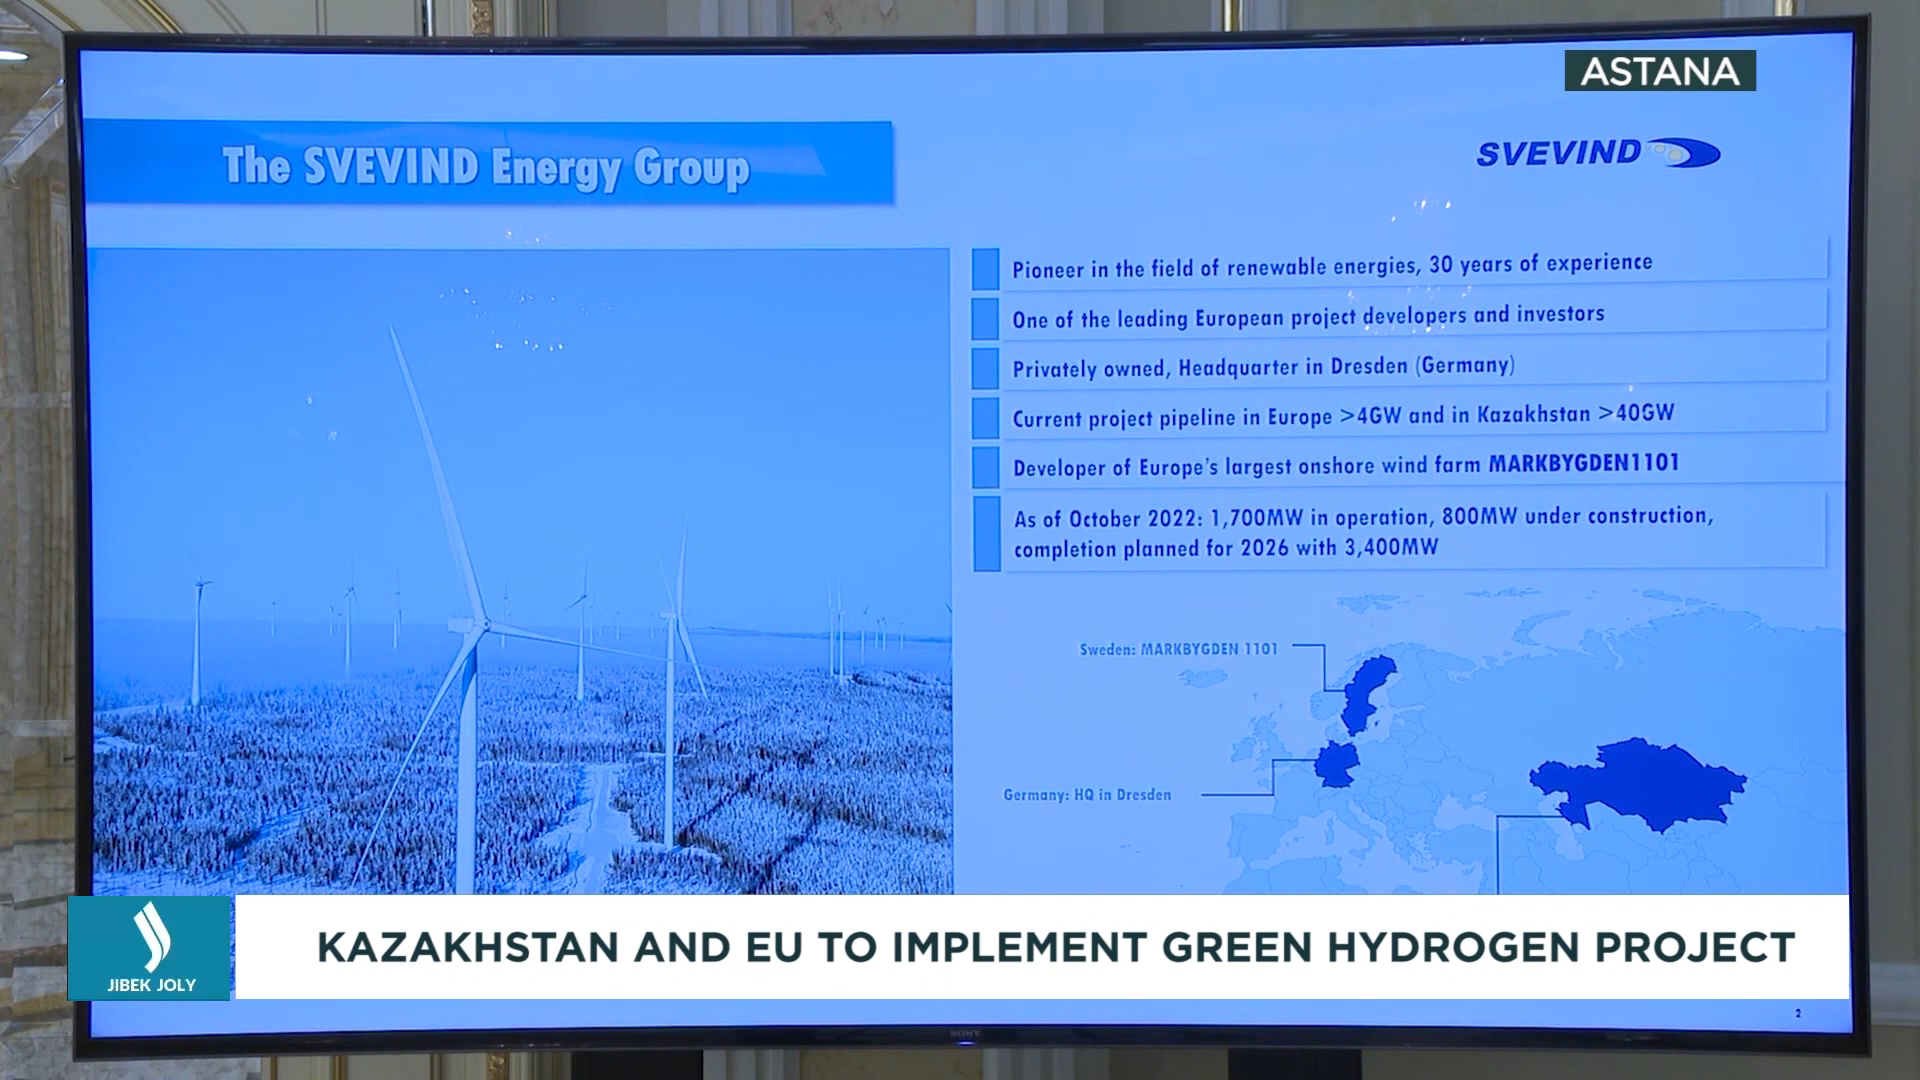 ASTANA
The SVEVIND Energy Group
SVEVIND
Pioneer in the field of renewable energies, 30 years of experience
One of the leading European project developers and investors
Privately owned, Headquarter in Dresden (Germany)
Current project pipeline in Europe >4GW and in Kazakhstan >40GW
Developer of Europe's largest onshore wind farm MARKBYGDEN1101
As of October 2022: 1,700MW in operation, 800MW under construction,
completion planned for 2026 with 3,400MW
Sweden: MARKBYGDEN 1101
Germany: HQ in Dresden
KAZAKHSTAN AND EU TO IMPLEMENT GREEN HYDROGEN PROJECT
JIBEK JOLY
2
SONY